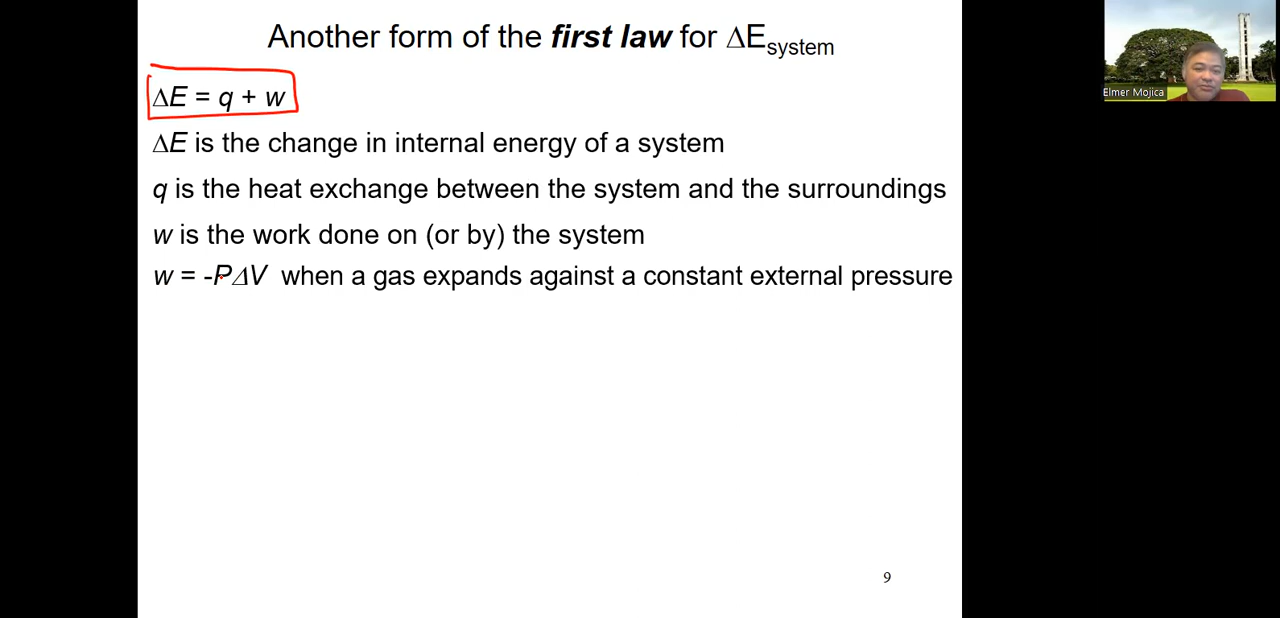 Another form of the first law for ΔEsystem
ΔE = q + w
ΔE is the change in internal energy of a system
q is the heat exchange between the system and the surroundings
w is the work done on (or by) the system
w = -PΔV when a gas expands against a constant external pressure
9
Elmer Mojica